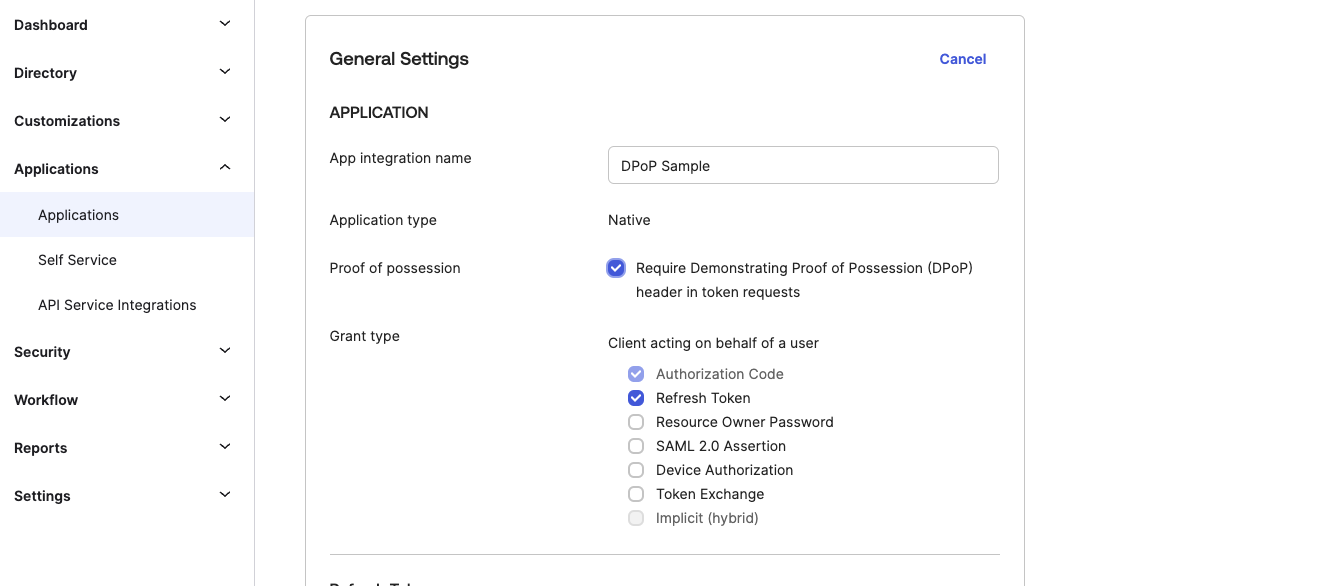 Dashboard
Directory
Customizations
Applications
Applications
Self Service
API Service Integrations
Security
Workflow
Reports
Settings
General Settings
Cancel
APPLICATION
App integration name
DPoP Sample
Application type
Native
Proof of possession
Require Demonstrating Proof of Possession (DPoP)
header in token requests
Grant type
Client acting on behalf of a user
Authorization Code
Refresh Token
Resource Owner Password
SAML 2.0 Assertion
Device Authorization
Token Exchange
Implicit (hybrid)